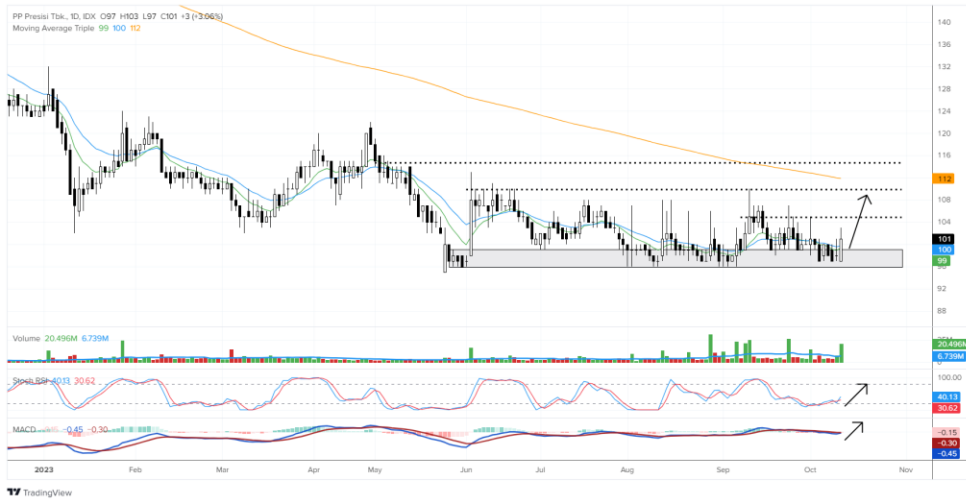 PP Presisi Tbk., 1D, IDX O97 H103 L97 C101 +3 (+3.06%)
Moving Average Triple 99 100 112
140
136
132
128
124
120
116
112
108
104
101
100
99
92
88
Volume 20.496M 6.739M
20.496M
6.739M
Stoch RSI 40.13 30.62
100.00
40.13
30.62
MACD -0.45 -0.30
-0.15
-0.30
-0.45
2023 Feb Mar Apr May Jun Jul Aug Sep Oct Nov
TradingView